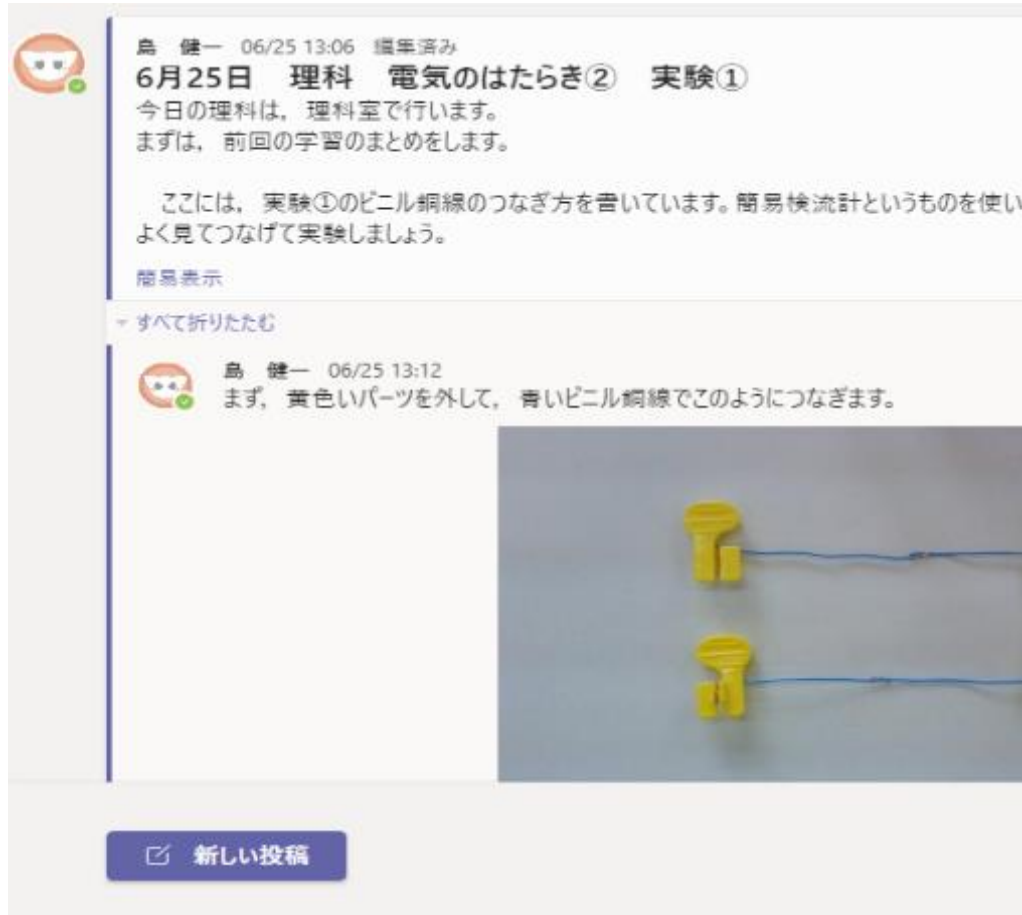 島　健一　06/25 13:06　編集済み
6月25日　理科　電気のはたらき②　実験①
今日の理科は，理科室で行います。
まずは，前回の学習のまとめをします。
ここには，実験①のビニル銅線のつなぎ方を書いています。簡易検流計というものを使い
よく見てつなげて実験しましょう。
簡易表示
すべて折りたたむ
島　健一　06/25 13:12
まず，黄色いパーツを外して，青いビニル銅線でこのようにつなぎます。
新しい投稿